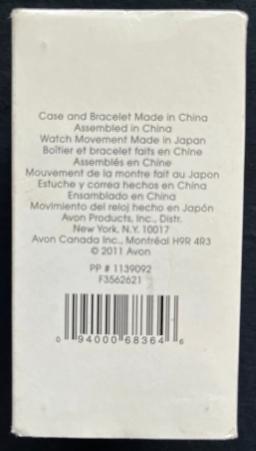 Case and Bracelet Made in China
Assembled in China
Watch Movement Made in Japan
Boîtier et bracelet faits en Chine
Assemblés en Chine
Mouvement de la montre fait au Japon
Estuche y correa hechos en China
Ensamblado en China
Movimiento del reloj hecho en Japón
Avon Products, Inc., Distr.
New York, N.Y. 10017
Avon Canada Inc., Montréal H9R 4R3
© 2011 Avon
PP # 1139092
F3562621
0 94000 68364 6